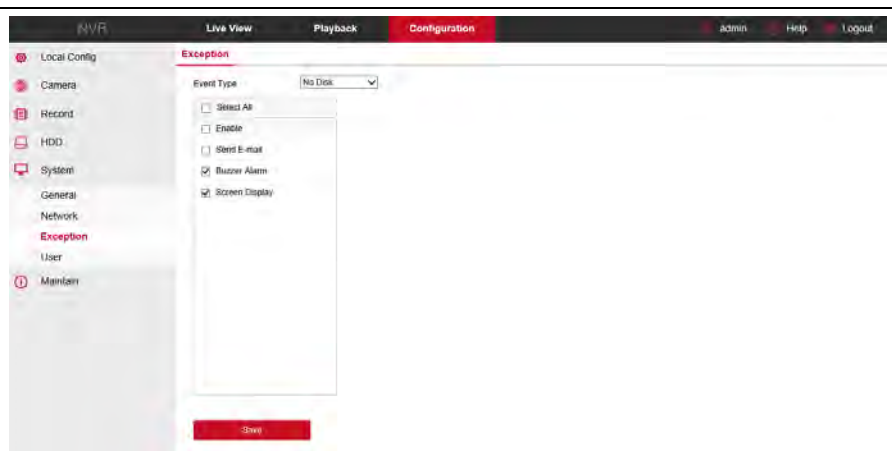 NVR Live View Playback Configuration admin Help Logout
Local Config
Camera
Record
HDD
System
General
Network
Exception
User
Maintain
Exception
Event Type No Disk
Select All
Enable
Send E-mail
Buzzer Alarm
Screen Display
Save